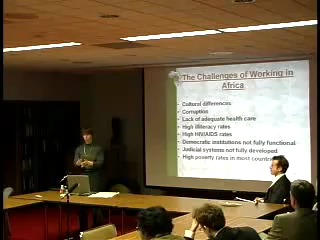 The Challenges of Working in
Africa
Cultural differences
Corruption
Lack of adequate health care
High illiteracy rates
High HIV/AIDS rates
Democratic institutions not fully functional
Judicial systems not fully developed
High poverty rates in most countries